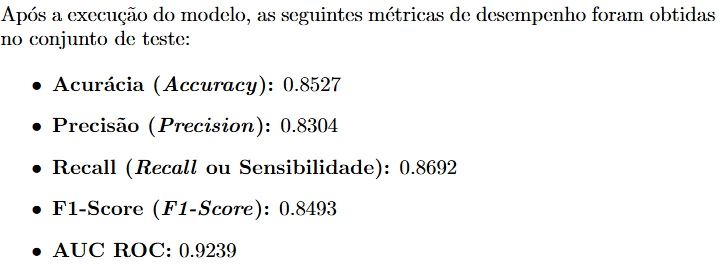 Após a execução do modelo, as seguintes métricas de desempenho foram obtidas
no conjunto de teste:
• Acurácia (Accuracy): 0.8527
• Precisão (Precision): 0.8304
• Recall (Recall ou Sensibilidade): 0.8692
• F1-Score (F1-Score): 0.8493
• AUC ROC: 0.9239